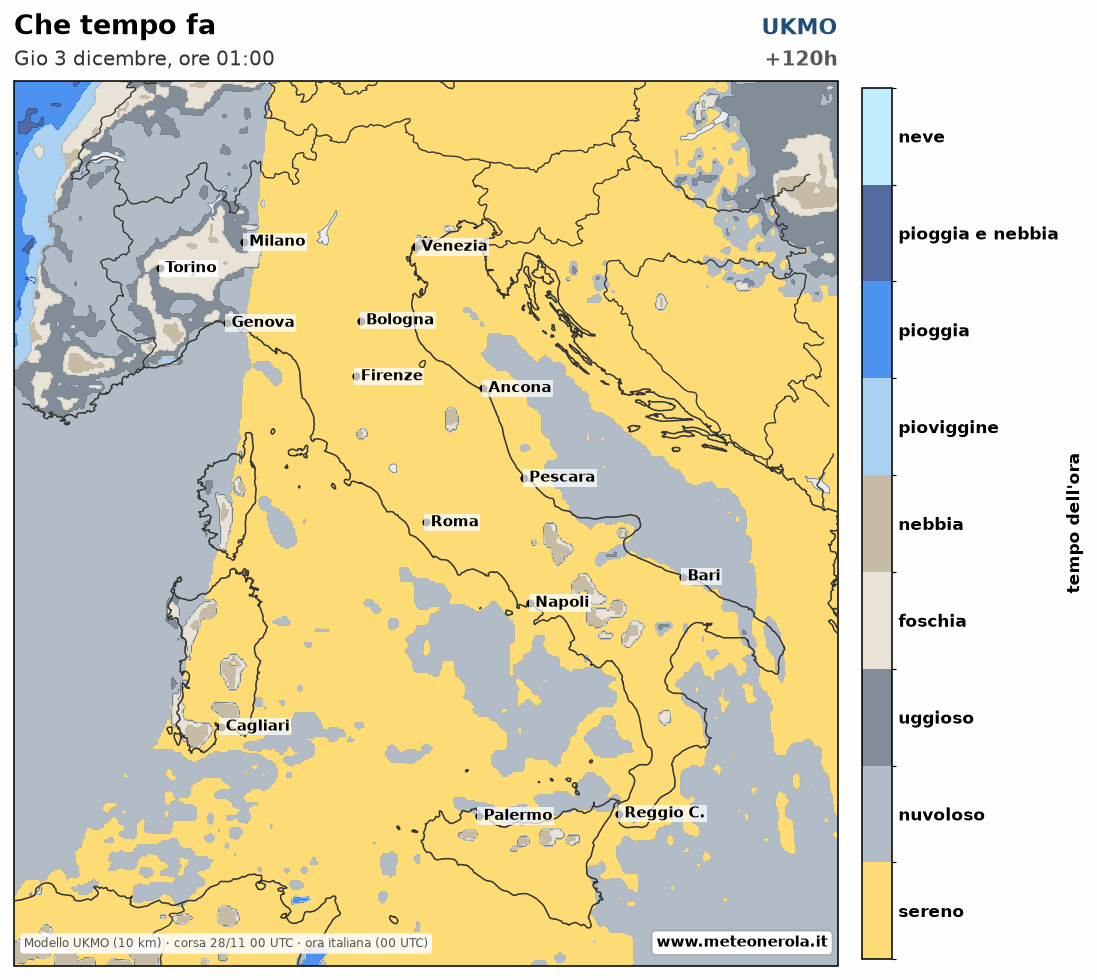 Che tempo fa
UKMO
Gio 3 dicembre, ore 01:00
+120h
neve
pioggia e nebbia
pioggia
pioviggine
nebbia
foschia
uggioso
nuvoloso
sereno
tempo dell'ora
Milano
Venezia
Torino
Genova
Bologna
Firenze
Ancona
Pescara
Roma
Bari
Napoli
Cagliari
Palermo
Reggio C.
Modello UKMO (10 km) · corsa 28/11 00 UTC · ora italiana (00 UTC)
www.meteonerola.it